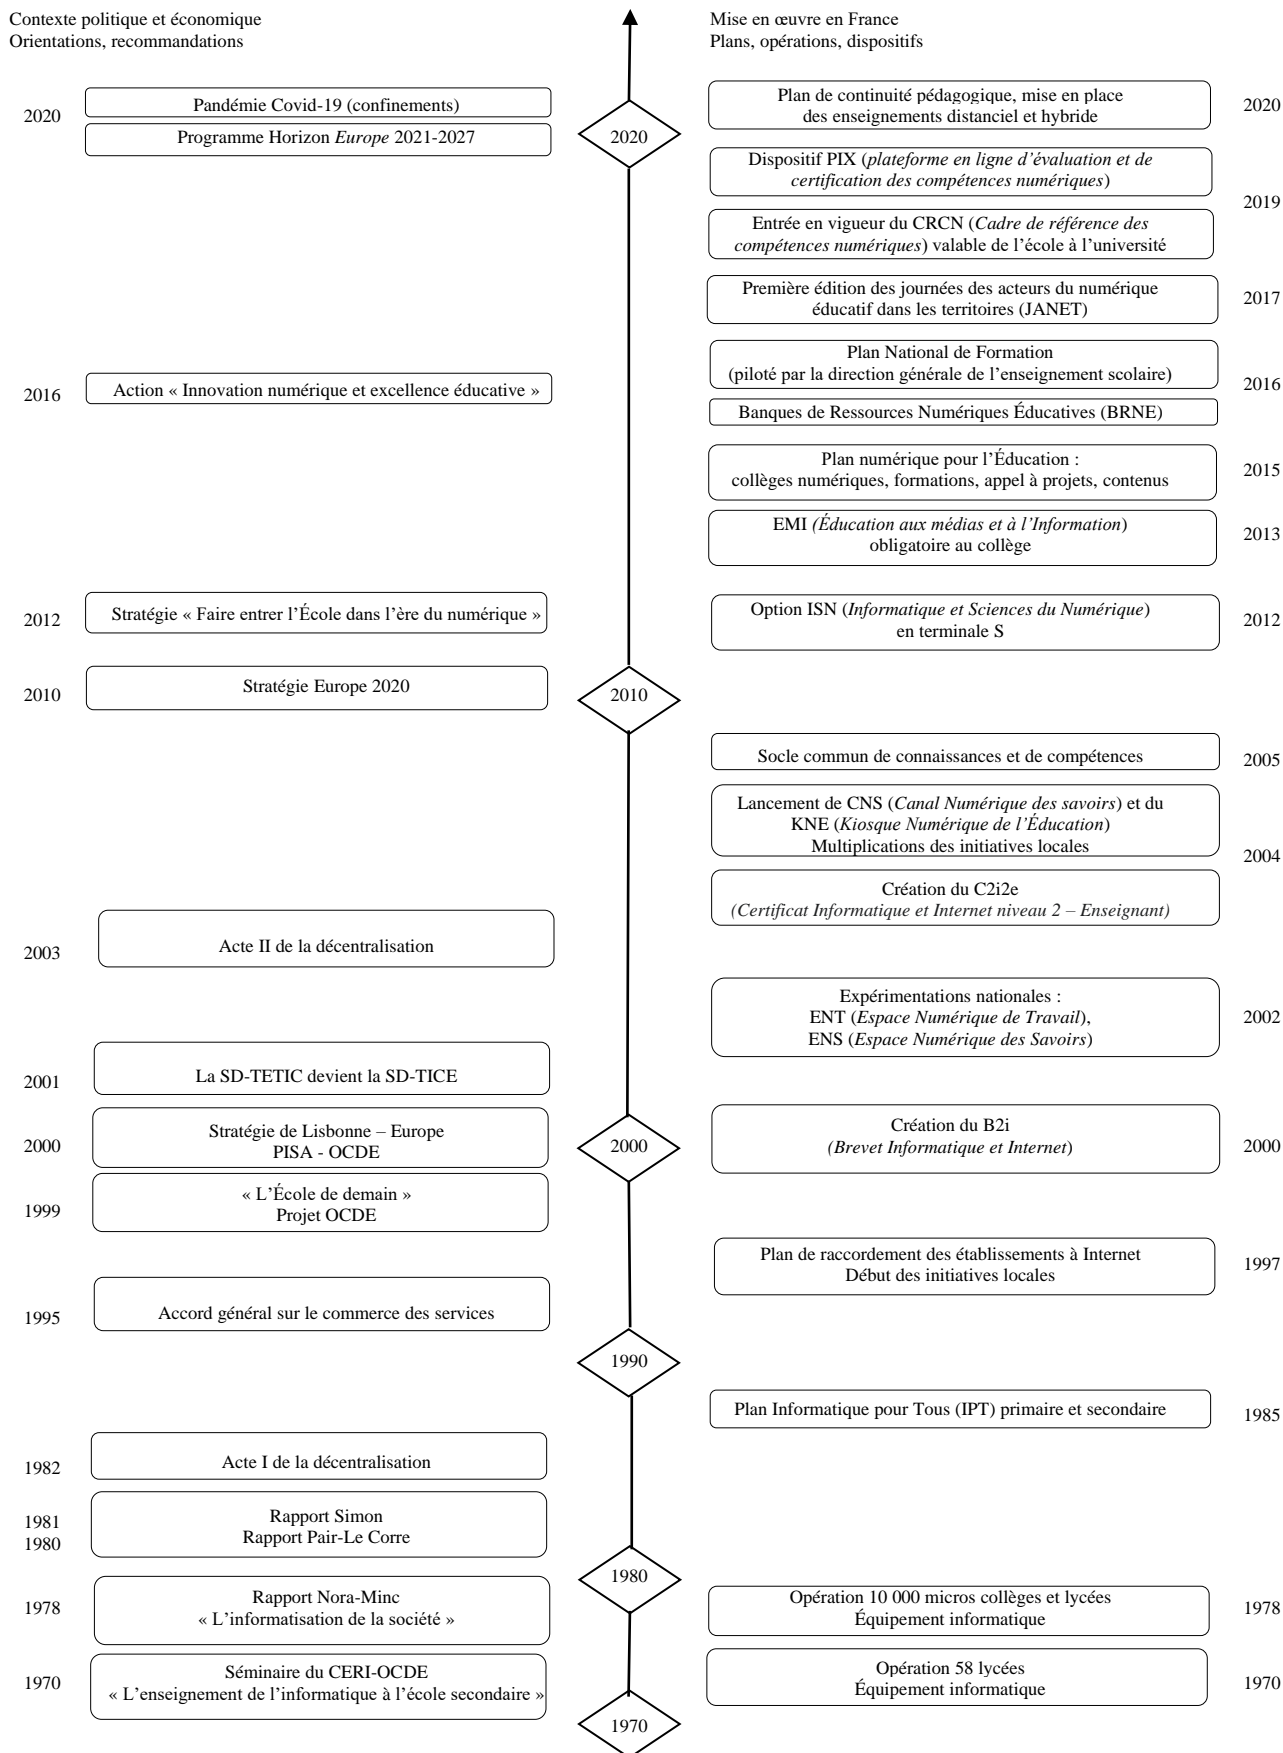 Contexte politique et économique
Orientations, recommandations
Mise en œuvre en France
Plans, opérations, dispositifs
2020
Pandémie Covid-19 (confinements)
Programme Horizon Europe 2021-2027
2020
Plan de continuité pédagogique, mise en place
des enseignements distanciel et hybride
2020
Dispositif PIX (plateforme en ligne d’évaluation et de
certification des compétences numériques)
2019
Entrée en vigueur du CRCN (Cadre de référence des
compétences numériques) valable de l’école à l’université
Première édition des journées des acteurs du numérique
éducatif dans les territoires (JANET)
2017
2016
Action « Innovation numérique et excellence éducative »
Plan National de Formation
(piloté par la direction générale de l’enseignement scolaire)
2016
Banques de Ressources Numériques Éducatives (BRNE)
Plan numérique pour l’Éducation :
collèges numériques, formations, appel à projets, contenus
2015
EMI (Éducation aux médias et à l’Information)
obligatoire au collège
2013
2012
Stratégie « Faire entrer l’École dans l’ère du numérique »
Option ISN (Informatique et Sciences du Numérique)
en terminale S
2012
2010
Stratégie Europe 2020
2010
Socle commun de connaissances et de compétences
2005
Lancement de CNS (Canal Numérique des savoirs) et du
KNE (Kiosque Numérique de l’Éducation)
Multiplications des initiatives locales
2004
Création du C2i2e
(Certificat Informatique et Internet niveau 2 – Enseignant)
2003
Acte II de la décentralisation
Expérimentations nationales :
ENT (Espace Numérique de Travail),
ENS (Espace Numérique des Savoirs)
2002
2001
La SD-TETIC devient la SD-TICE
2000
Stratégie de Lisbonne – Europe
PISA - OCDE
2000
Création du B2i
(Brevet Informatique et Internet)
2000
1999
« L’École de demain »
Projet OCDE
Plan de raccordement des établissements à Internet
Début des initiatives locales
1997
1995
Accord général sur le commerce des services
1990
Plan Informatique pour Tous (IPT) primaire et secondaire
1985
1982
Acte I de la décentralisation
1981
1980
Rapport Simon
Rapport Pair-Le Corre
1980
1978
Rapport Nora-Minc
« L’informatisation de la société »
Opération 10 000 micros collèges et lycées
Équipement informatique
1978
1970
Séminaire du CERI-OCDE
« L’enseignement de l’informatique à l’école secondaire »
Opération 58 lycées
Équipement informatique
1970
1970